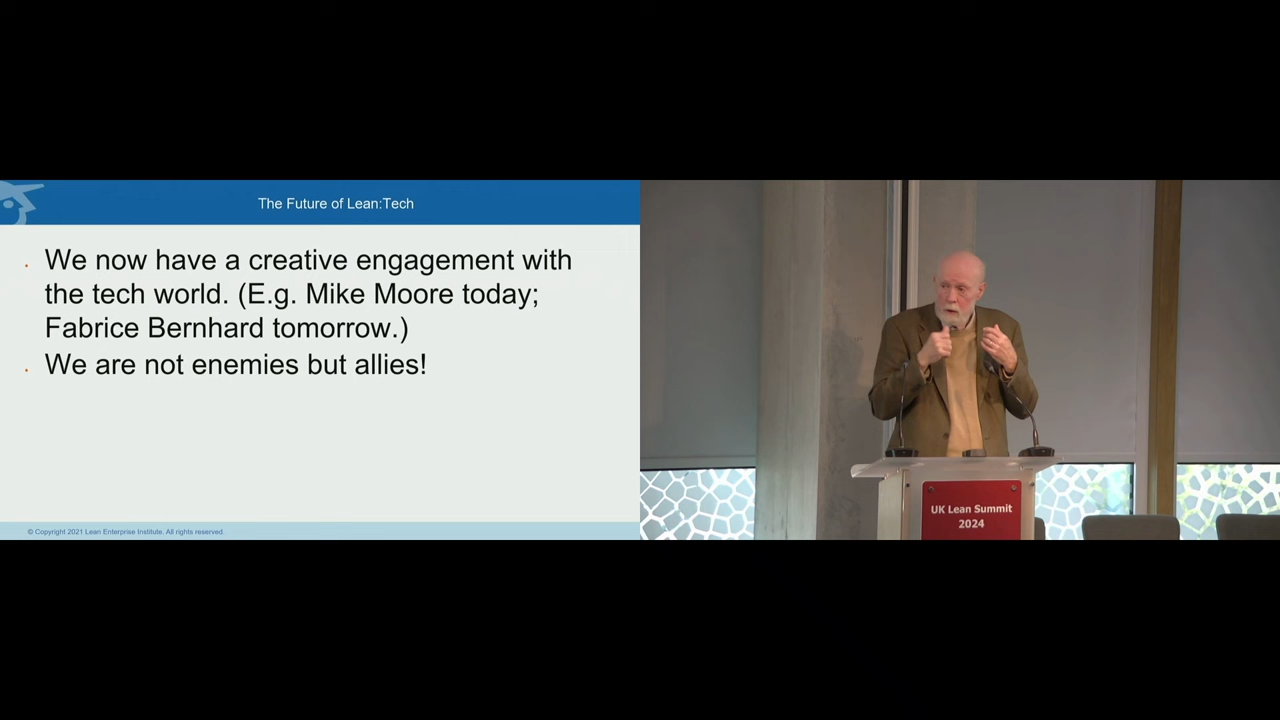 The Future of Lean:Tech
We now have a creative engagement with
the tech world. (E.g. Mike Moore today;
Fabrice Bernhard tomorrow.)
We are not enemies but allies!
© Copyright 2021 Lean Enterprise Institute. All rights reserved.
UK Lean Summit
2024